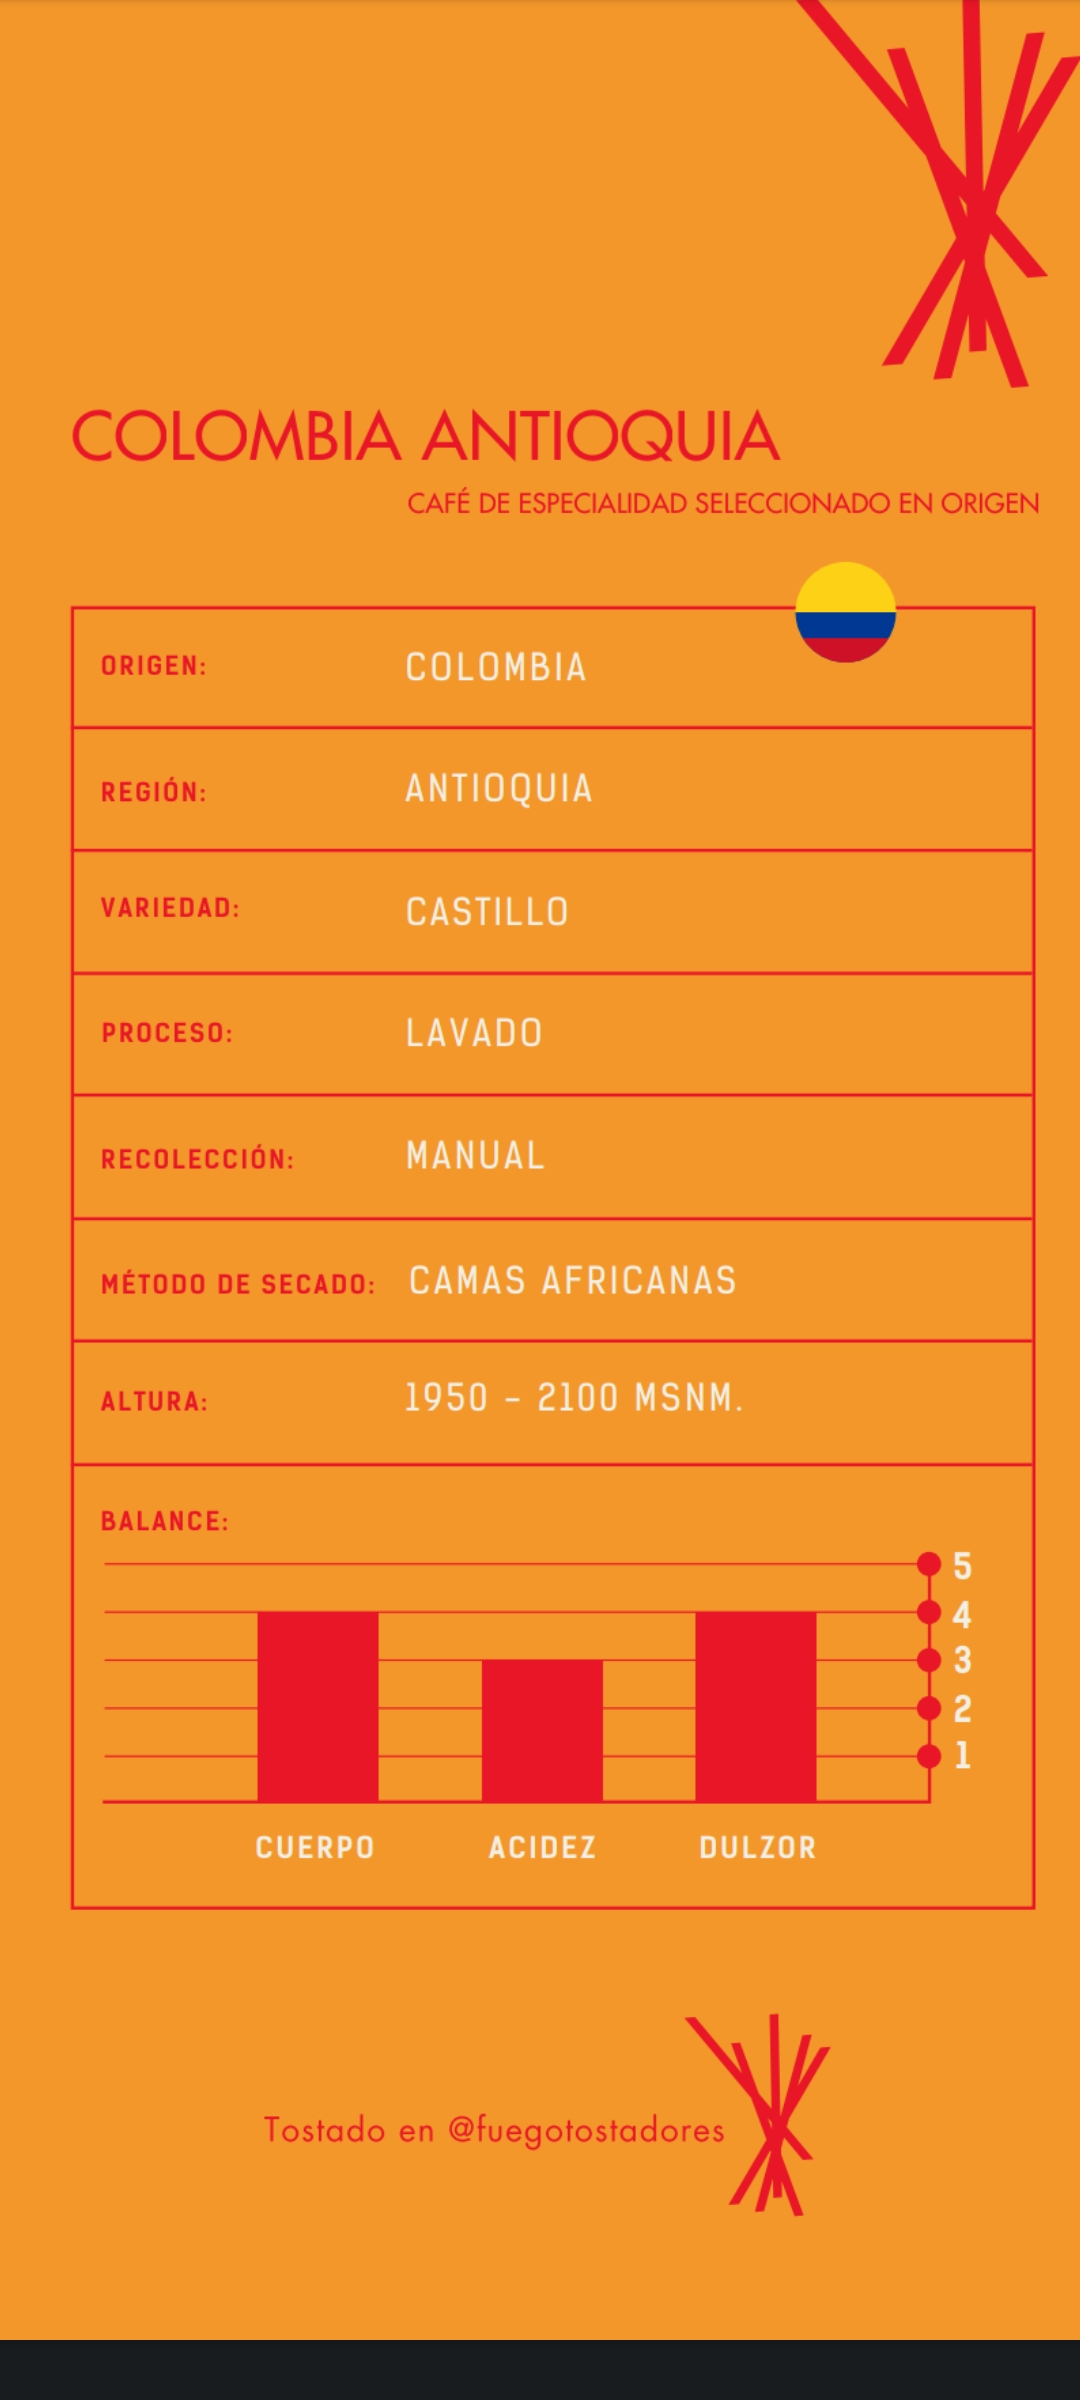 COLOMBIA ANTIOQUIA
CAFÉ DE ESPECIALIDAD SELECCIONADO EN ORIGEN
ORIGEN: COLOMBIA
REGIÓN: ANTIOQUIA
VARIEDAD: CASTILLO
PROCESO: LAVADO
RECOLECCIÓN: MANUAL
MÉTODO DE SECADO: CAMAS AFRICANAS
ALTURA: 1950 - 2100 MSNM.
BALANCE:
5
4
3
2
1
CUERPO ACIDEZ DULZOR
Tostado en @fuegotostadores